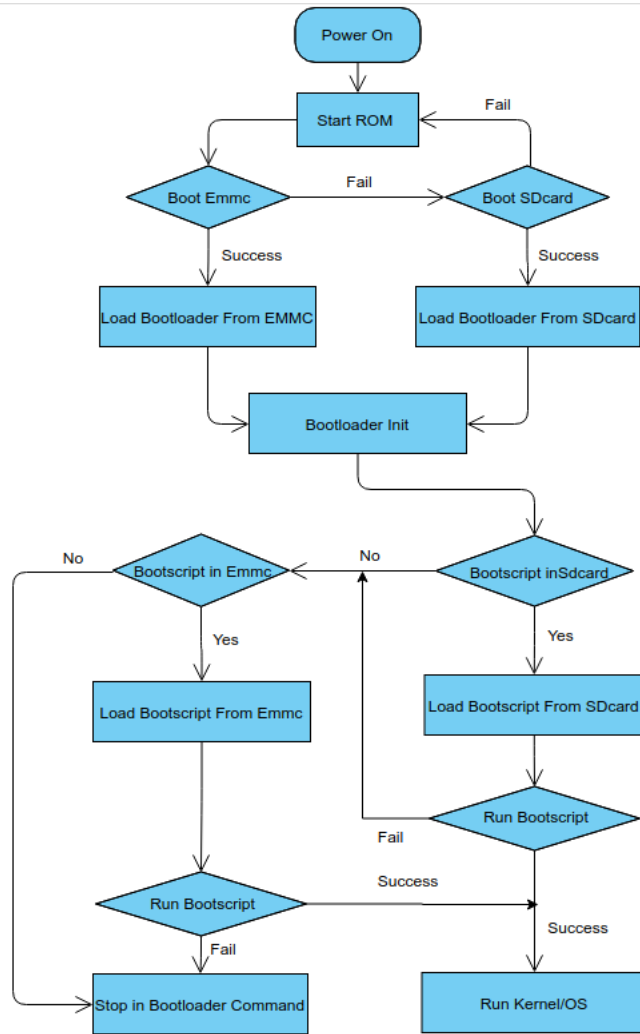 Power On
Fail
Start ROM
Boot Emmc
Fail
Boot SDcard
Success
Success
Load Bootloader From EMMC
Load Bootloader From SDcard
Bootloader Init
No
No
Bootscript in Emmc
Bootscript inSdcard
Yes
Yes
Load Bootscript From Emmc
Load Bootscript From SDcard
Run Bootscript
Fail
Success
Run Bootscript
Success
Fail
Stop in Bootloader Command
Run Kernel/OS